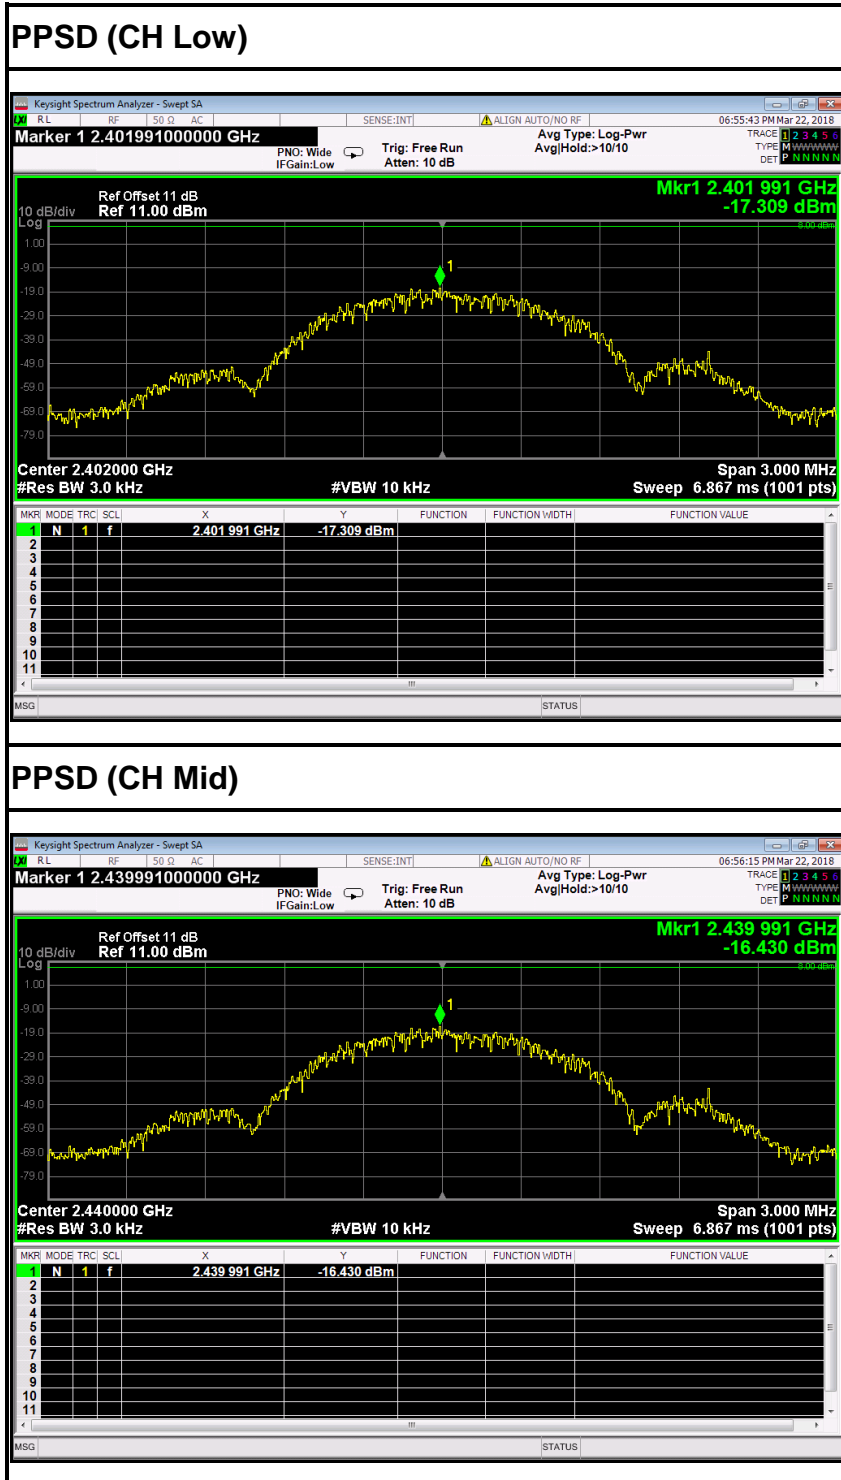 PPSD (CH Low)
Keysight Spectrum Analyzer - Swept SA
LXI RL RF 50 Ω AC SENSE:INT ALIGN AUTO/NO RF 06:55:43 PM Mar 22, 2018
Marker 1 2.401991000000 GHz
PNO: Wide
IFGain:Low
Trig: Free Run
Atten: 10 dB
Avg Type: Log-Pwr
Avg|Hold:>10/10
TRACE 1 2 3 4 5 6
TYPE M WWWWW
DET P N N N N N
Mkr1 2.401 991 GHz
-17.309 dBm
Ref Offset 11 dB
10 dB/div Ref 11.00 dBm
Log
8.00 dBm
1.00
-9.00
-19.0
-29.0
-39.0
-49.0
-59.0
-69.0
-79.0
1
Center 2.402000 GHz Span 3.000 MHz
#Res BW 3.0 kHz #VBW 10 kHz Sweep 6.867 ms (1001 pts)
MKR MODE TRC SCL X Y FUNCTION FUNCTION WIDTH FUNCTION VALUE
1 N 1 f 2.401 991 GHz -17.309 dBm
2
3
4
5
6
7
8
9
10
11
MSG STATUS
PPSD (CH Mid)
Keysight Spectrum Analyzer - Swept SA
LXI RL RF 50 Ω AC SENSE:INT ALIGN AUTO/NO RF 06:56:15 PM Mar 22, 2018
Marker 1 2.439991000000 GHz
PNO: Wide
IFGain:Low
Trig: Free Run
Atten: 10 dB
Avg Type: Log-Pwr
Avg|Hold:>10/10
TRACE 1 2 3 4 5 6
TYPE M WWWWW
DET P N N N N N
Mkr1 2.439 991 GHz
-16.430 dBm
Ref Offset 11 dB
10 dB/div Ref 11.00 dBm
Log
8.00 dBm
1.00
-9.00
-19.0
-29.0
-39.0
-49.0
-59.0
-69.0
-79.0
1
Center 2.440000 GHz Span 3.000 MHz
#Res BW 3.0 kHz #VBW 10 kHz Sweep 6.867 ms (1001 pts)
MKR MODE TRC SCL X Y FUNCTION FUNCTION WIDTH FUNCTION VALUE
1 N 1 f 2.439 991 GHz -16.430 dBm
2
3
4
5
6
7
8
9
10
11
MSG STATUS